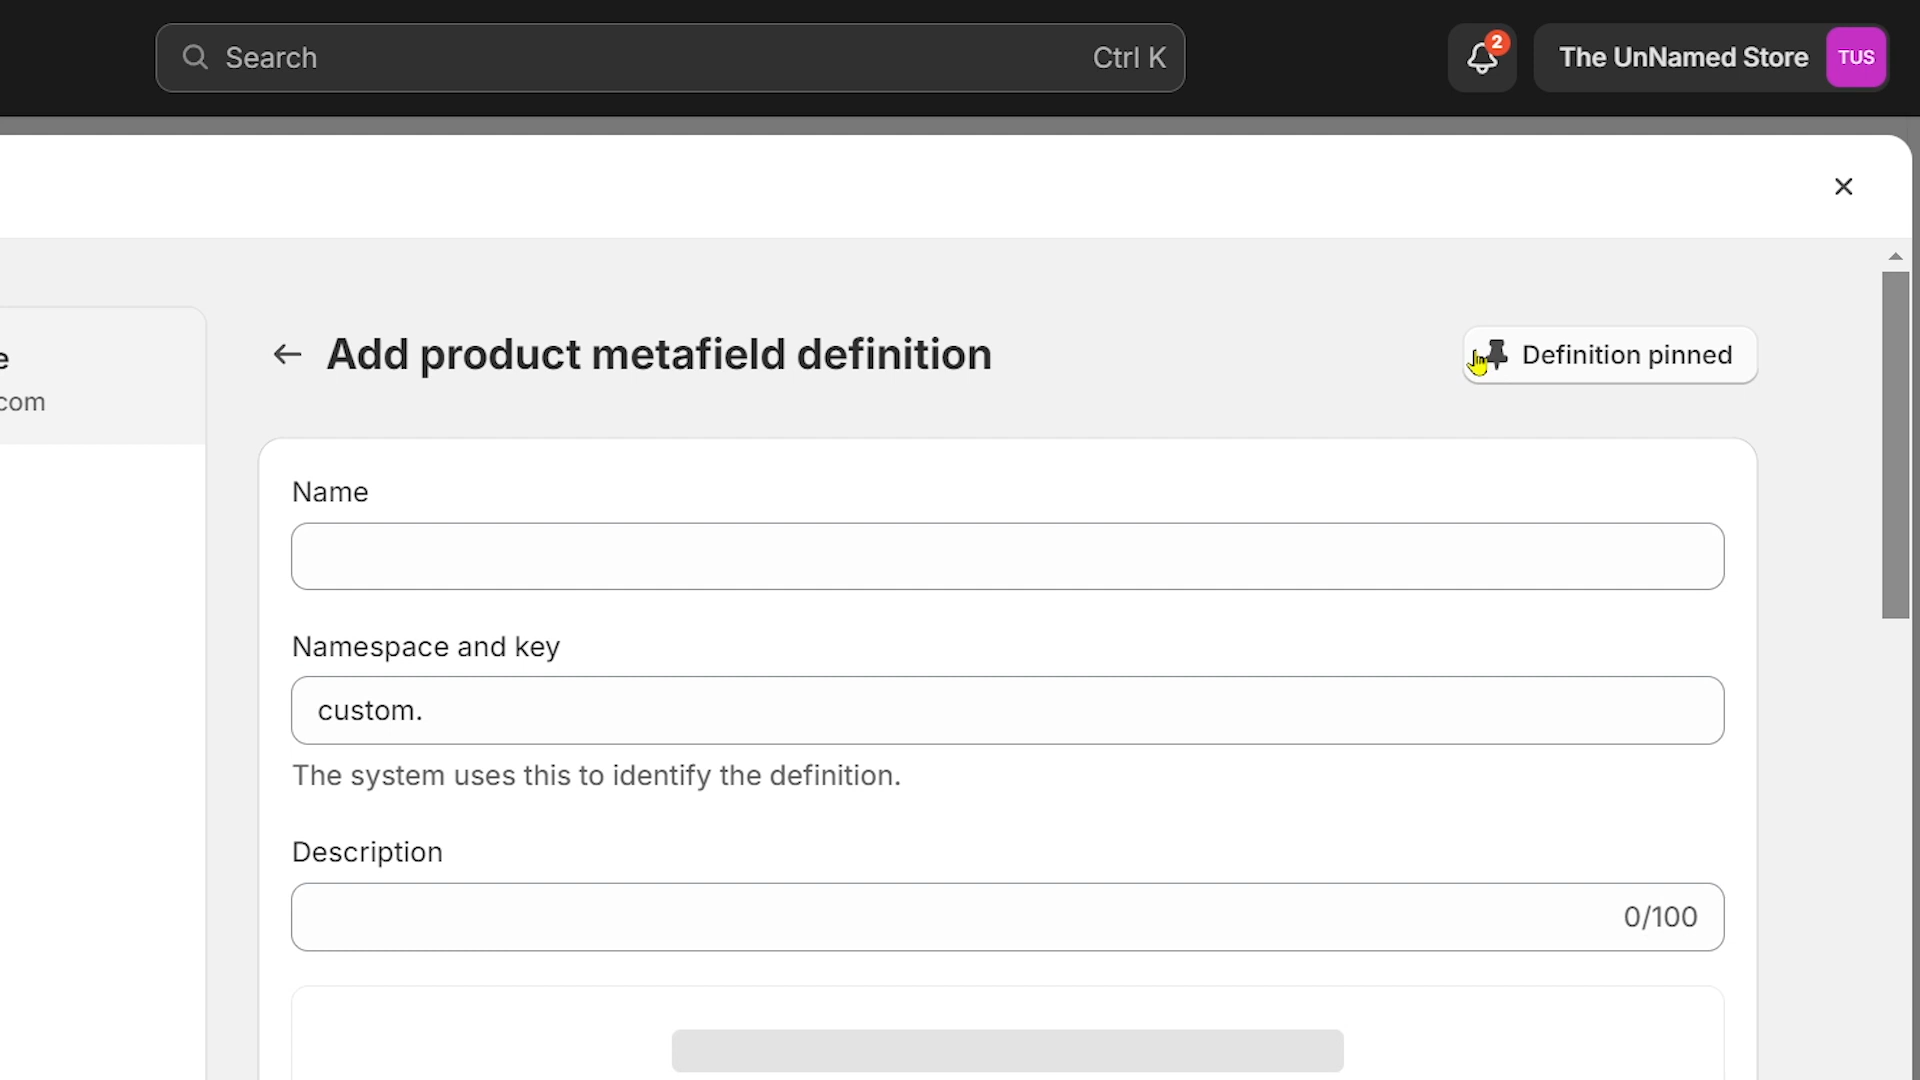 Search
Ctrl K
2
The UnNamed Store
TUS
e
com
Add product metafield definition
Definition pinned
Name
Namespace and key
custom.
The system uses this to identify the definition.
Description
0/100